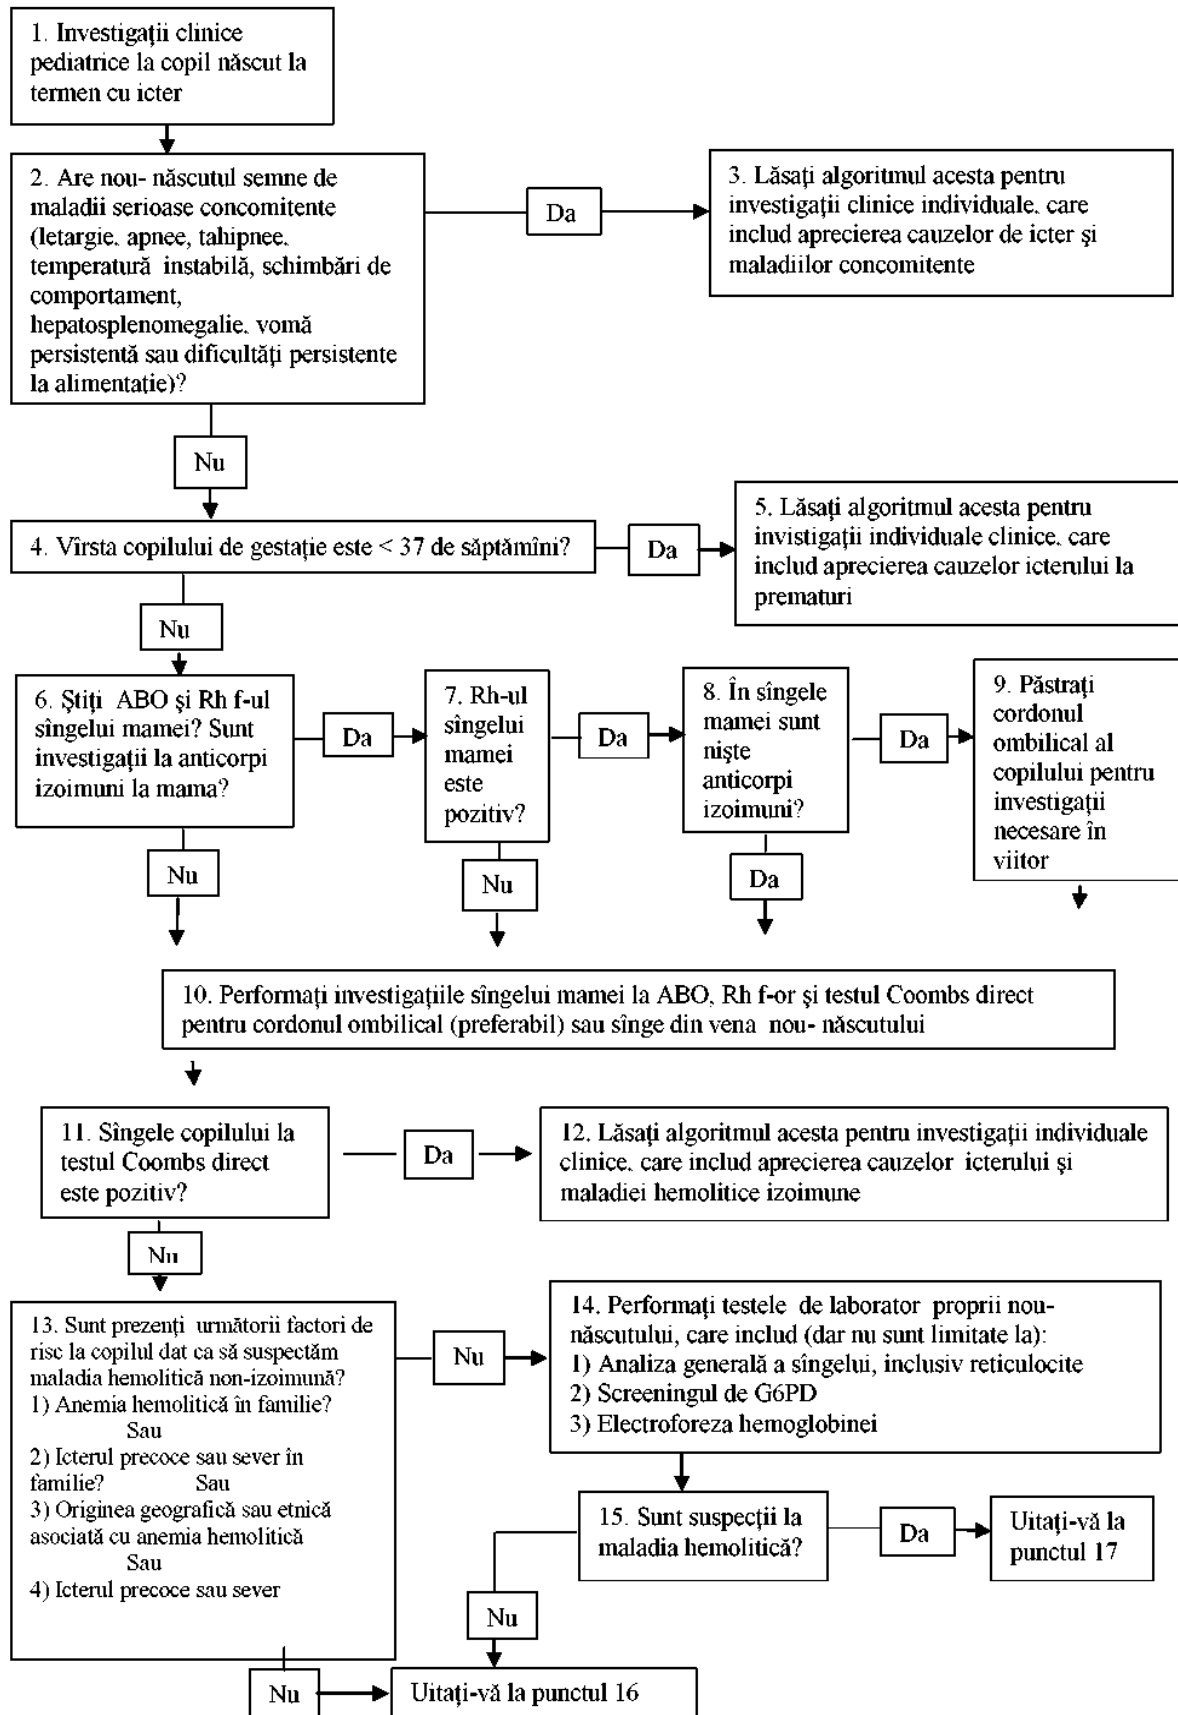 1. Investigații clinice
pediatrice la copil născut la
termen cu icter
2. Are nou- născutul semne de
maladii serioase concomitente
(letargie, apnee, tahipnee,
temperatură instabilă, schimbări de
comportament,
hepatosplenomegalie, vomă
persistentă sau dificultăți persistente
la alimentație)?
Da
3. Lăsați algoritmul acesta pentru
investigații clinice individuale, care
includ aprecierea cauzelor de icter și
maladiilor concomitente
Nu
4. Vîrsta copilului de gestație este < 37 de săptămîni?
Da
5. Lăsați algoritmul acesta pentru
invistigații individuale clinice, care
includ aprecierea cauzelor icterului la
prematuri
Nu
6. Știți ABO și Rh f-ul
sîngelui mamei? Sunt
investigații la anticorpi
izoimuni la mama?
Da
7. Rh-ul
sîngelui
mamei
este
pozitiv?
Da
8. În sîngele
mamei sunt
niște
anticorpi
izoimuni?
Da
9. Păstrați
cordonul
ombilical al
copilului pentru
investigații
necesare în
viitor
Nu
Nu
Da
10. Performați investigațiile sîngelui mamei la ABO, Rh f-or și testul Coombs direct
pentru cordonul ombilical (preferabil) sau sînge din vena nou- născutului
11. Sîngele copilului la
testul Coombs direct
este pozitiv?
Da
12. Lăsați algoritmul acesta pentru investigații individuale
clinice, care includ aprecierea cauzelor icterului și
maladiei hemolitice izoimune
Nu
13. Sunt prezenți următorii factori de
risc la copilul dat ca să suspectăm
maladia hemolitică non-izoimună?
1) Anemia hemolitică în familie?
Sau
2) Icterul precoce sau sever în
familie? Sau
3) Originea geografică sau etnică
asociată cu anemia hemolitică
Sau
4) Icterul precoce sau sever
Nu
14. Performați testele de laborator proprii nou-
născutului, care includ (dar nu sunt limitate la):
1) Analiza generală a sîngelui, inclusiv reticulocite
2) Screeningul de G6PD
3) Electroforeza hemoglobinei
15. Sunt suspecții la
maladia hemolitică?
Da
Uitați-vă la
punctul 17
Nu
Nu
Uitați-vă la punctul 16